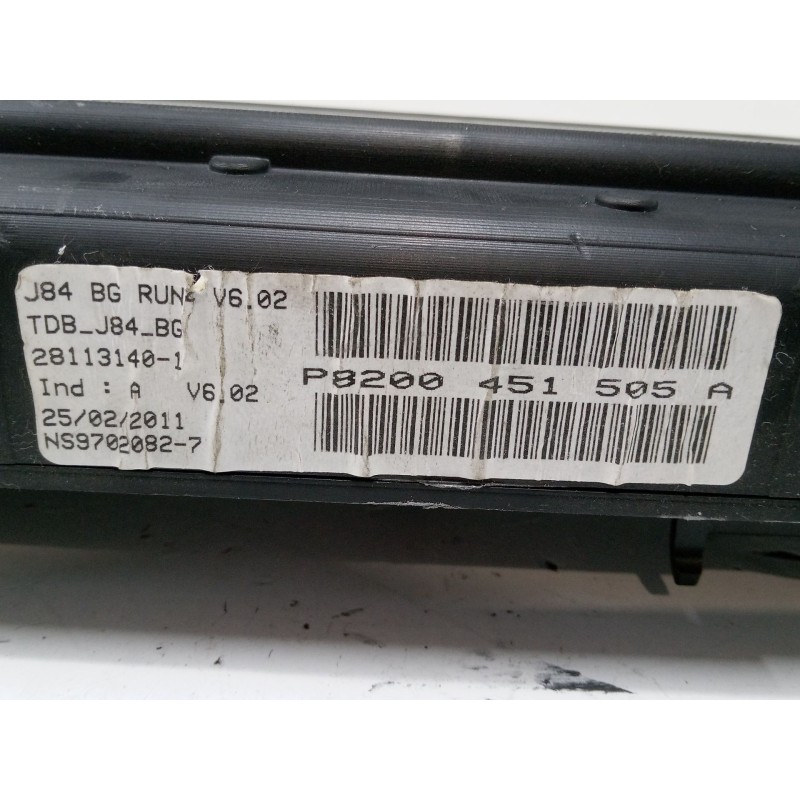 J84 BG RUN4 V6.02
TDB_J84_BG
28113140-1
Ind : A V6.02
25/02/2011
NS9702082-7
P8200 451 505 A